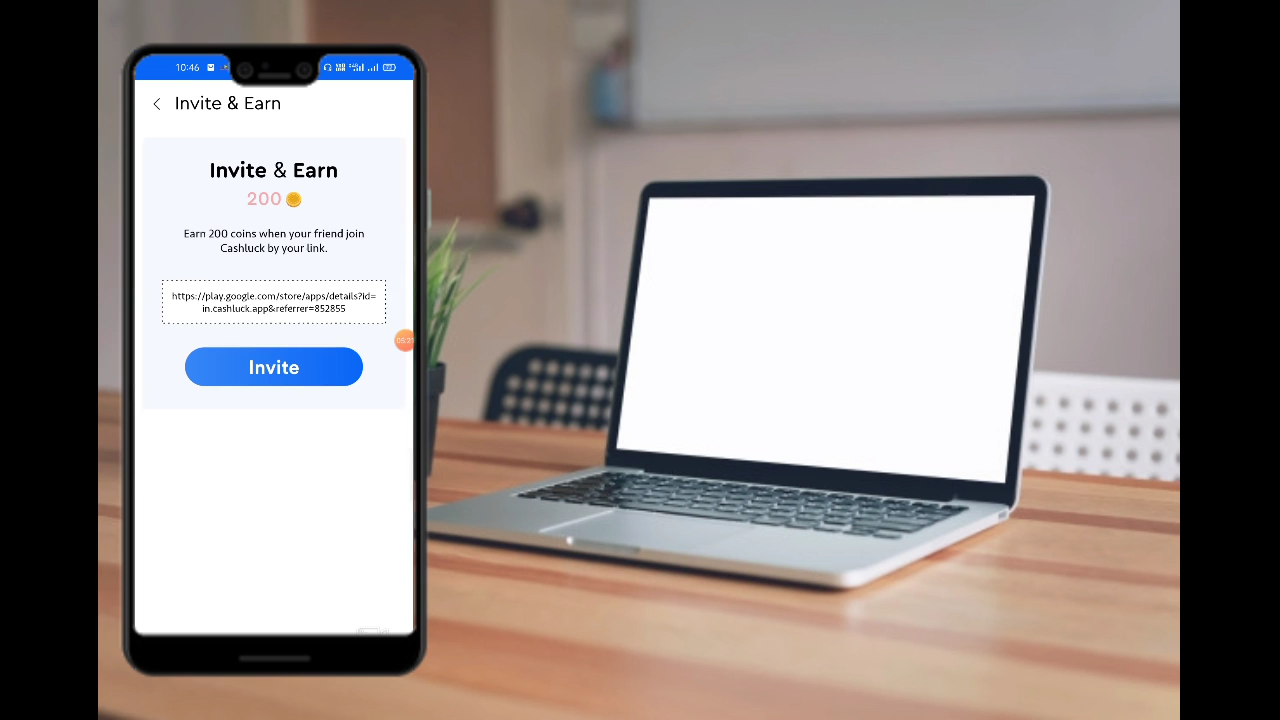 10:46
Invite & Earn
Invite & Earn
200
Earn 200 coins when your friend join
Cashluck by your link.
https://play.google.com/store/apps/details?id=
in.cashluck.app&referrer=852855
Invite